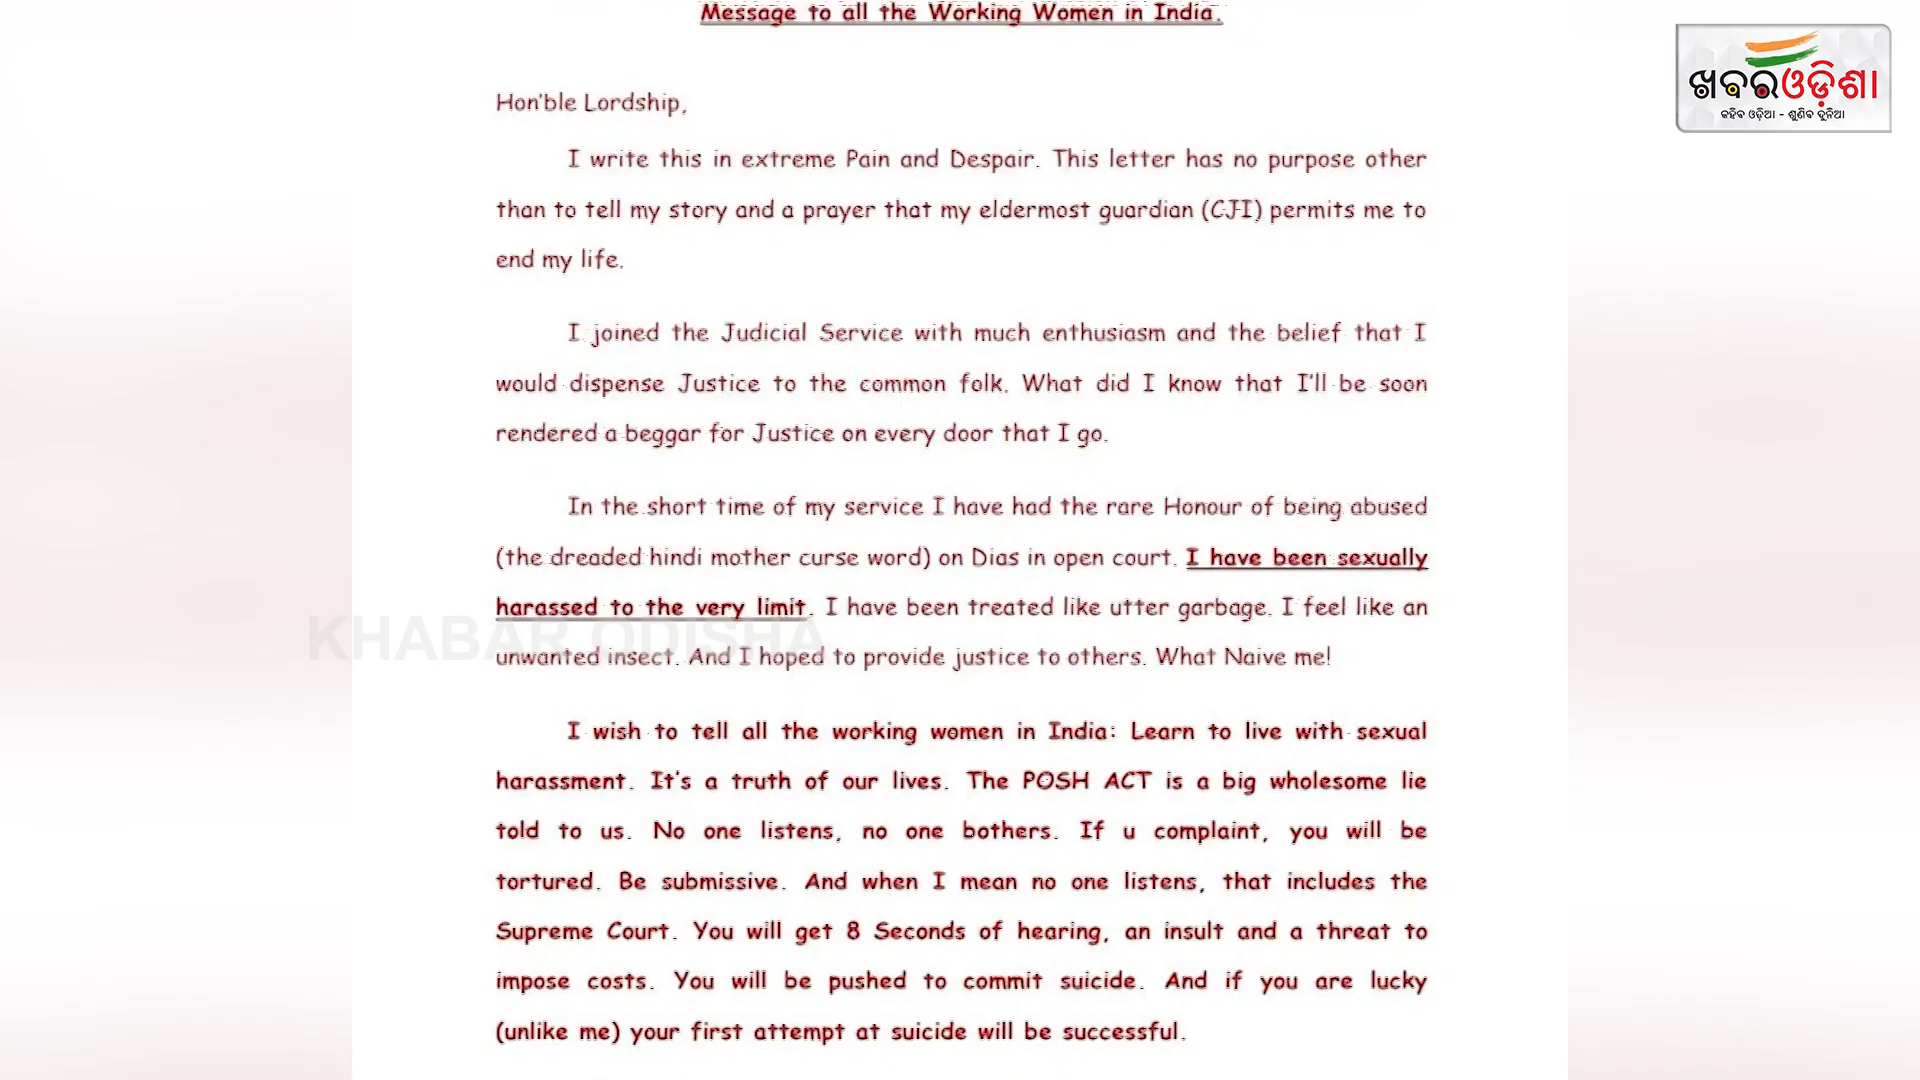 Message to all the Working Women in India.
ଖବରଓଡ଼ିଶା
କହିବ ଓଡ଼ିଆ - ଶୁଣିବ ଦୁନିଆ
Hon'ble Lordship,
I write this in extreme Pain and Despair. This letter has no purpose other
than to tell my story and a prayer that my eldermost guardian (CJI) permits me to
end my life.
I joined the Judicial Service with much enthusiasm and the belief that I
would dispense Justice to the common folk. What did I know that I'll be soon
rendered a beggar for Justice on every door that I go.
In the short time of my service I have had the rare Honour of being abused
(the dreaded hindi mother curse word) on Dias in open court. I have been sexually
harassed to the very limit. I have been treated like utter garbage. I feel like an
KHABAR ODISHA
unwanted insect. And I hoped to provide justice to others. What Naive me!
I wish to tell all the working women in India: Learn to live with sexual
harassment. It's a truth of our lives. The POSH ACT is a big wholesome lie
told to us. No one listens, no one bothers. If u complaint, you will be
tortured. Be submissive. And when I mean no one listens, that includes the
Supreme Court. You will get 8 Seconds of hearing, an insult and a threat to
impose costs. You will be pushed to commit suicide. And if you are lucky
(unlike me) your first attempt at suicide will be successful.